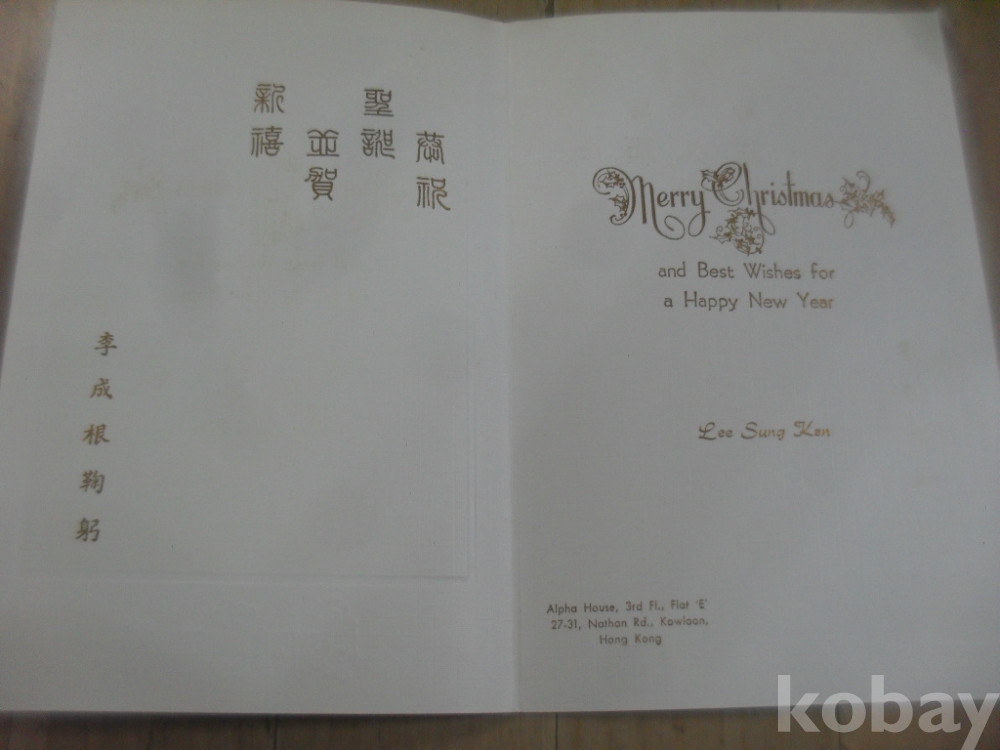 恭祝
聖誕
並賀
新禧
李成根鞠躬
Merry Christmas
and Best Wishes for
a Happy New Year
Lee Sung Ken
Alpha House, 3rd Fl., Flat 'E'
27-31, Nathan Rd., Kowloon,
Hong Kong
kobay